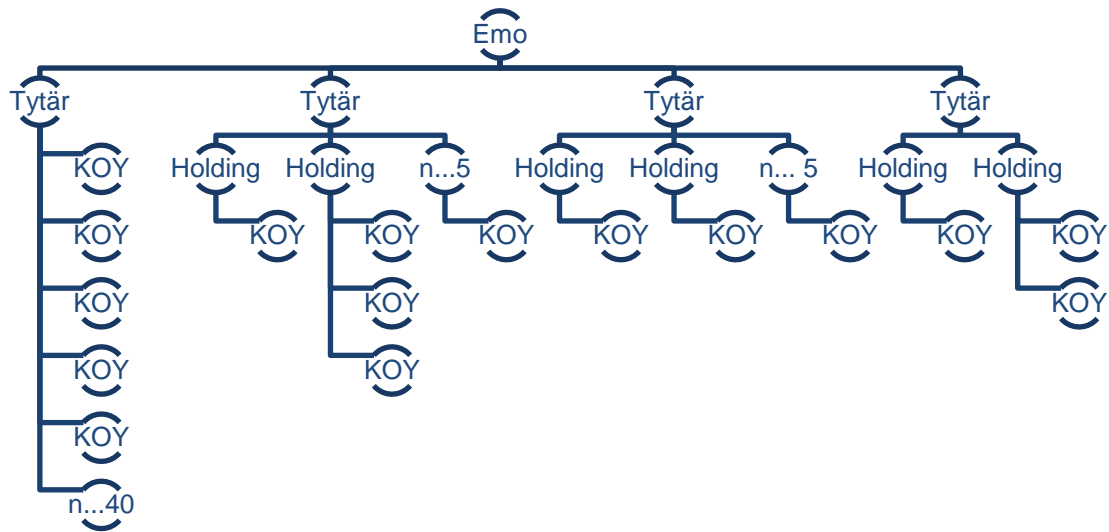 Emo
Tytär Tytär Tytär Tytär
KOY Holding Holding n...5 Holding Holding n... 5 Holding Holding
KOY KOY KOY KOY KOY KOY KOY KOY KOY
KOY KOY KOY
KOY KOY
KOY
n...40